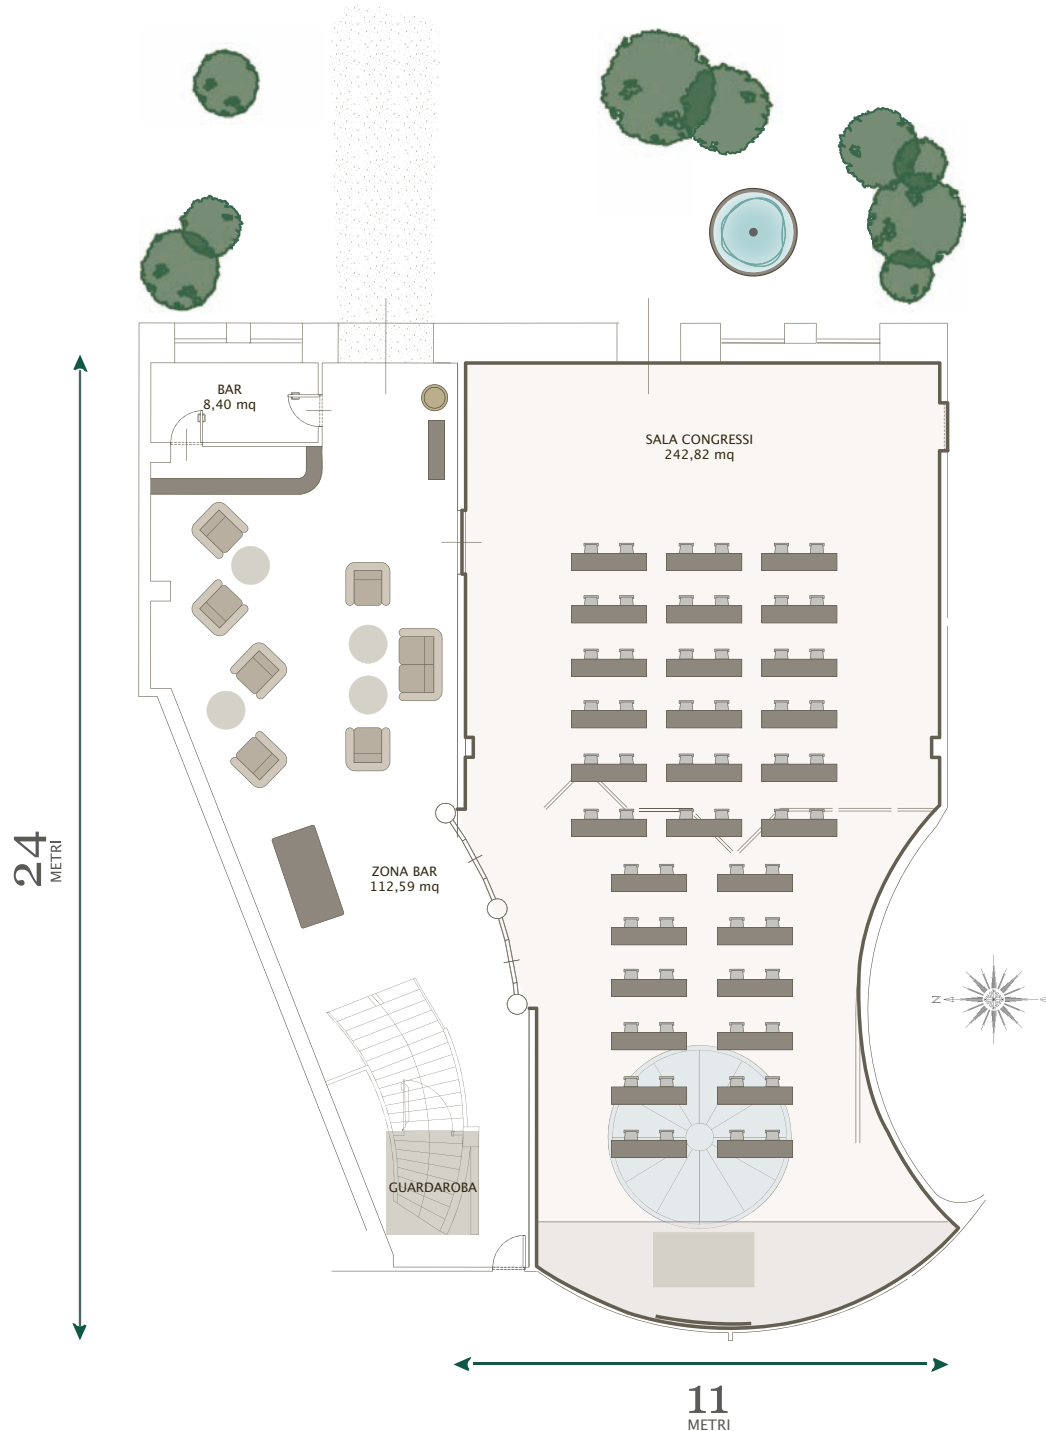 BAR
8,40 mq
SALA CONGRESSI
242,82 mq
24
METRI
ZONA BAR
112,59 mq
N
GUARDAROBA
11
METRI